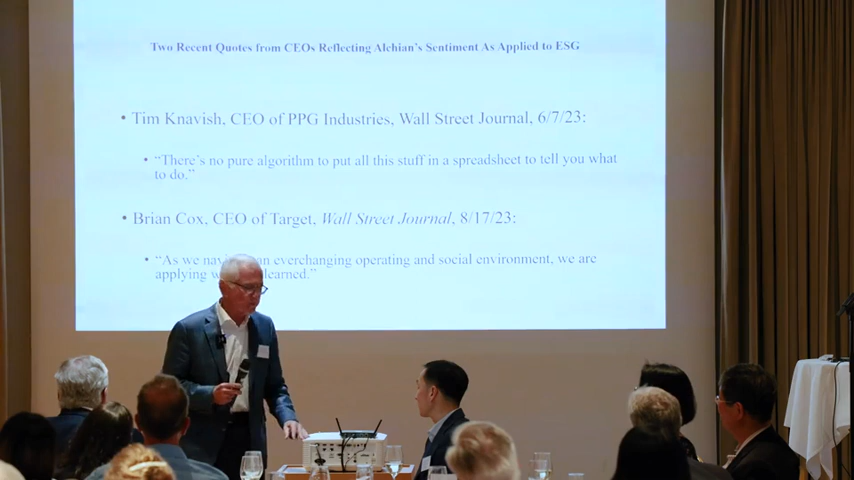 Two Recent Quotes from CEOs Reflecting Alchian's Sentiment As Applied to ESG
• Tim Knavish, CEO of PPG Industries, Wall Street Journal, 6/7/23:
• “There's no pure algorithm to put all this stuff in a spreadsheet to tell you what
to do.”
• Brian Cox, CEO of Target, Wall Street Journal, 8/17/23:
• “As we an everchanging operating and social environment, we are
applying learned.”